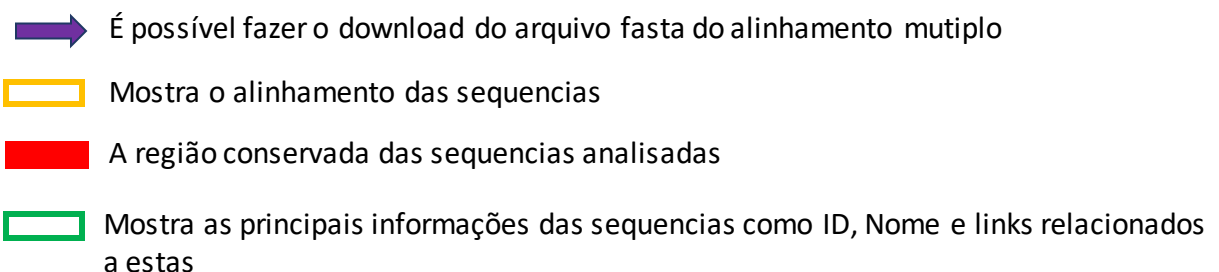 É possível fazer o download do arquivo fasta do alinhamento mutiplo
Mostra o alinhamento das sequencias
A região conservada das sequencias analisadas
Mostra as principais informações das sequencias como ID, Nome e links relacionados
a estas